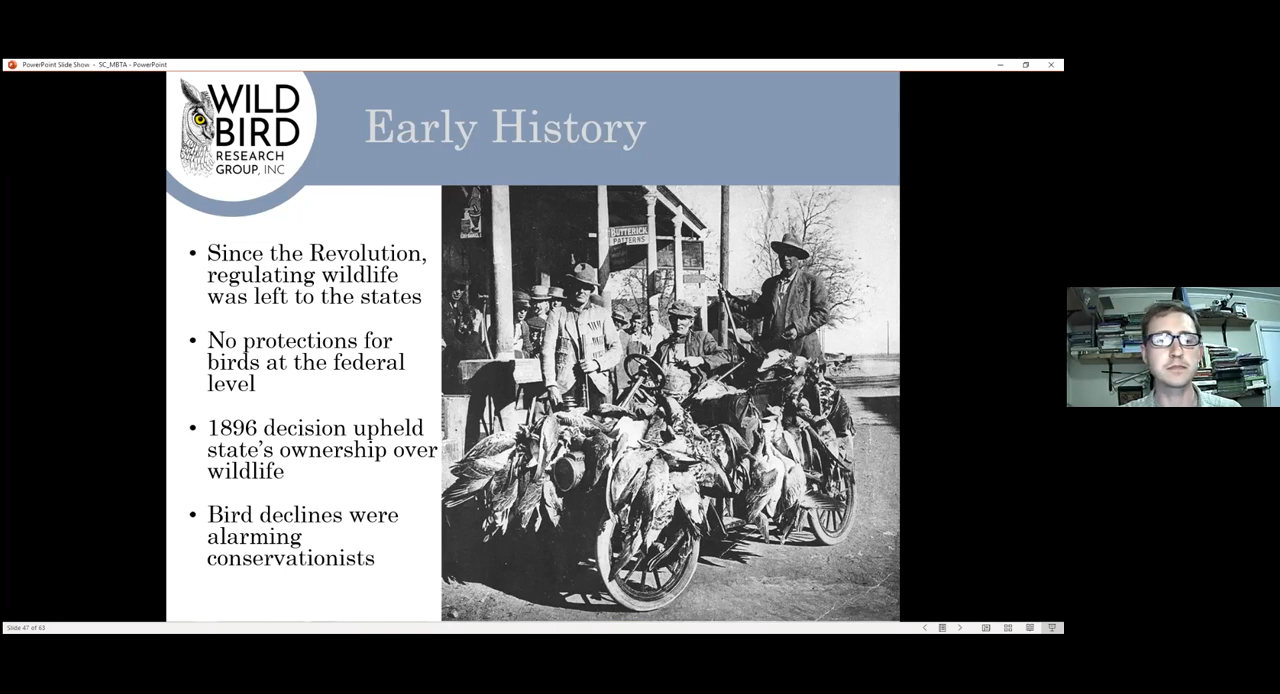 PowerPoint Slide Show - SC_MBTA - PowerPoint
WILD
BIRD
RESEARCH
GROUP, INC
Early History
BUTTERICK
PATTERNS
• Since the Revolution,
regulating wildlife
was left to the states
• No protections for
birds at the federal
level
• 1896 decision upheld
state's ownership over
wildlife
• Bird declines were
alarming
conservationists
Slide 47 of 63